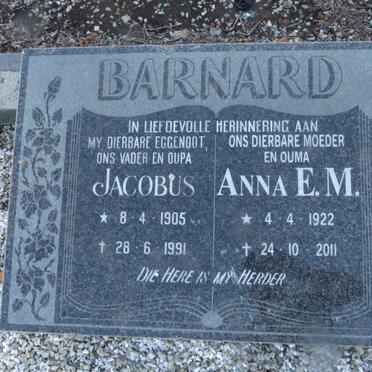 BARNARD
IN LIEFDEVOLLE HERINNERING AAN
MY DIERBARE EGGENOOT,
ONS VADER EN OUPA
JACOBUS
★ 8 - 4 - 1905
✝ 28 - 6 - 1991
ONS DIERBARE MOEDER
EN OUMA
ANNA E. M.
★ 4 - 4 - 1922
✝ 24 - 10 - 2011
DIE HERE IS MY HERDER